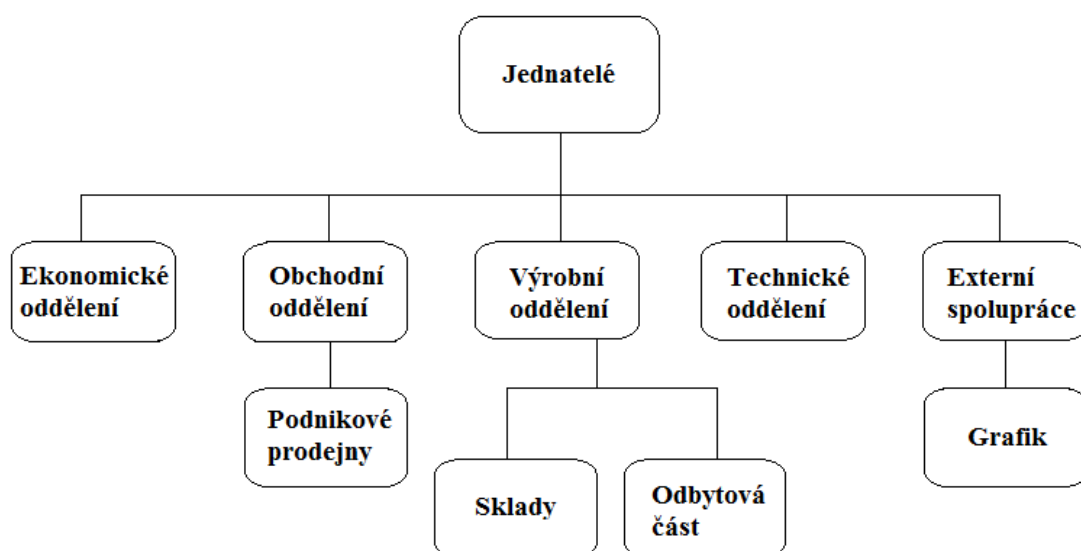 Jednatelé
Ekonomické
oddělení
Obchodní
oddělení
Výrobní
oddělení
Technické
oddělení
Externí
spolupráce
Podnikové
prodejny
Sklady
Odbytová
část
Grafik